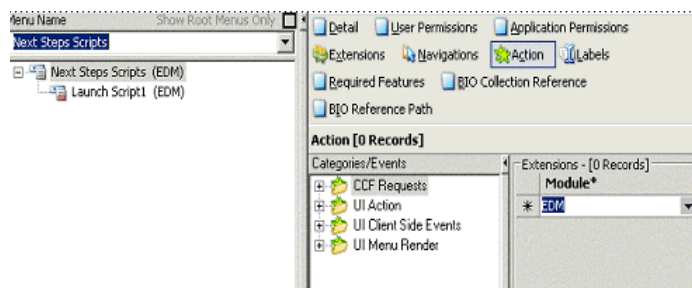 Menu Name Show Root Menus Only
Next Steps Scripts
Next Steps Scripts (EDM)
Launch Script1 (EDM)
Detail User Permissions Application Permissions
Extensions Navigations Action Labels
Required Features BIO Collection Reference
BIO Reference Path
Action [0 Records]
Categories/Events
CCF Requests
UI Action
UI Client Side Events
UI Menu Render
Extensions - [0 Records]
Module*
EDM